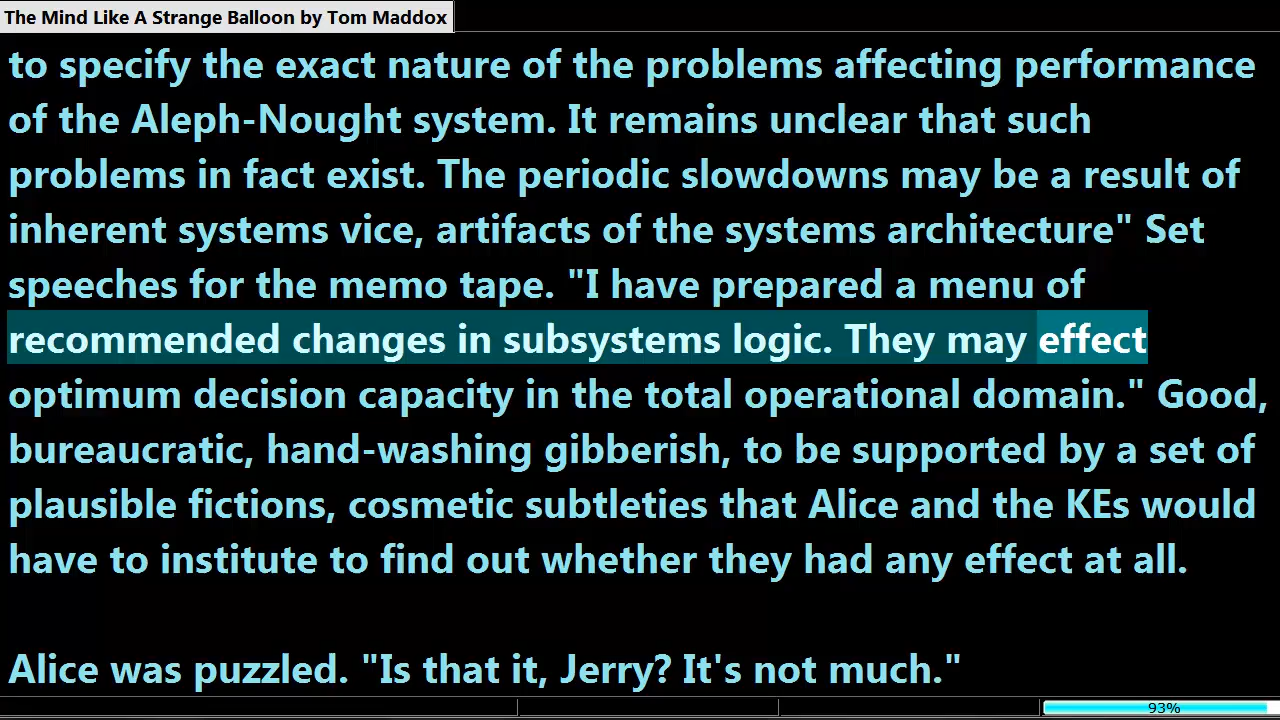 The Mind Like A Strange Balloon by Tom Maddox
to specify the exact nature of the problems affecting performance
of the Aleph-Nought system. It remains unclear that such
problems in fact exist. The periodic slowdowns may be a result of
inherent systems vice, artifacts of the systems architecture" Set
speeches for the memo tape. "I have prepared a menu of
recommended changes in subsystems logic. They may effect
optimum decision capacity in the total operational domain." Good,
bureaucratic, hand-washing gibberish, to be supported by a set of
plausible fictions, cosmetic subtleties that Alice and the KEs would
have to institute to find out whether they had any effect at all.
Alice was puzzled. "Is that it, Jerry? It's not much."
93%